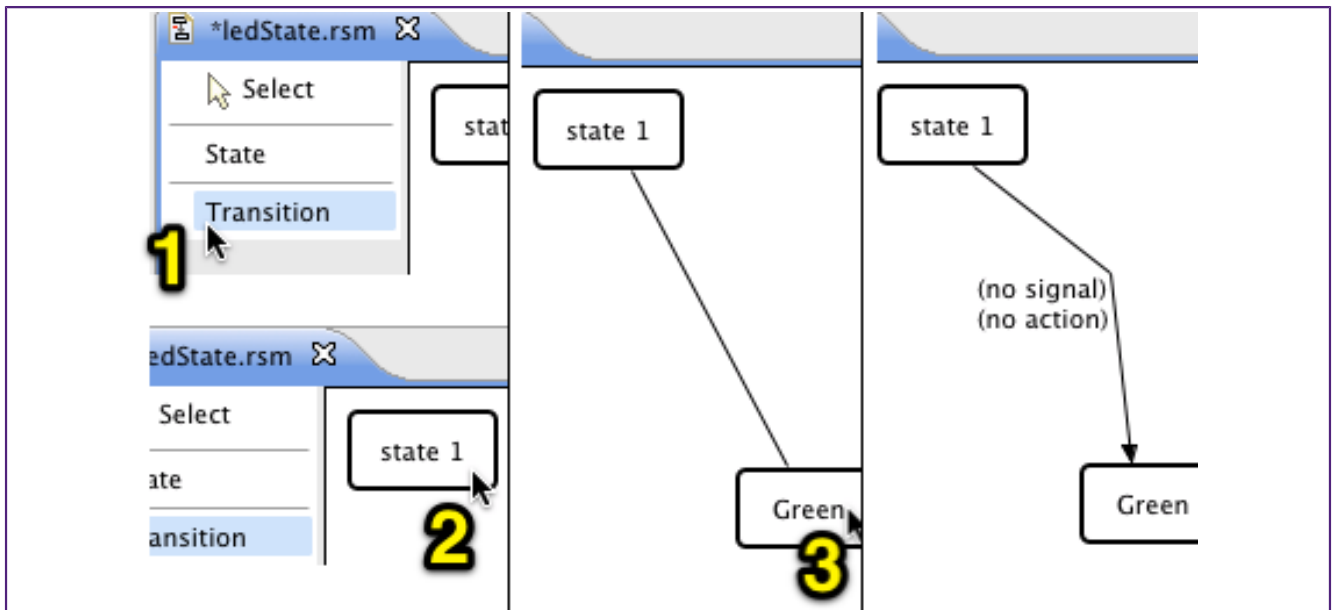 *ledState.rsm
Select
State
Transition
1
stat
edState.rsm
Select
ate
ansition
state 1
2
state 1
Green
3
state 1
(no signal)
(no action)
Green